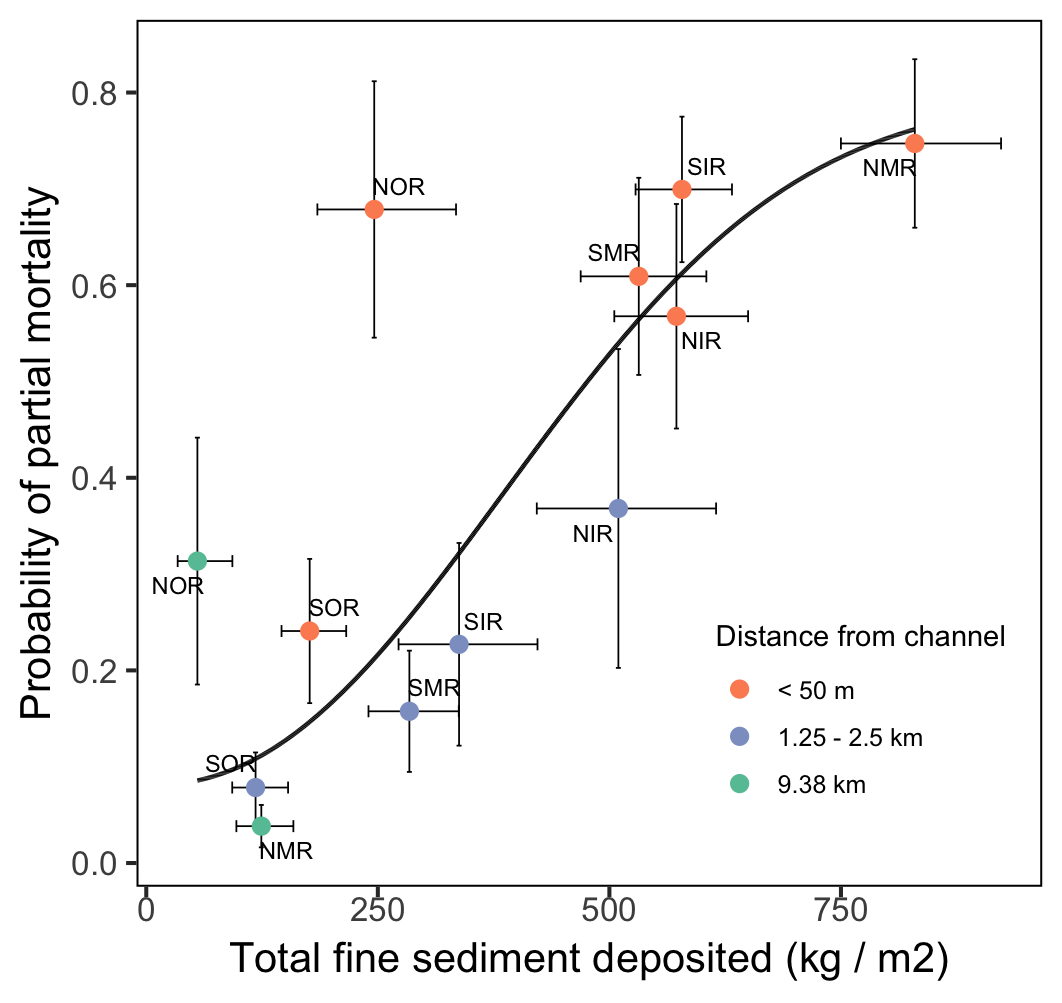 0.8
0.6
0.4
0.2
0.0
Probability of partial mortality
NOR
SIR
NMR
SMR
NIR
NIR
NOR
SOR
SIR
SMR
SOR
NMR
Distance from channel
< 50 m
1.25 - 2.5 km
9.38 km
0 250 500 750
Total fine sediment deposited (kg / m2)